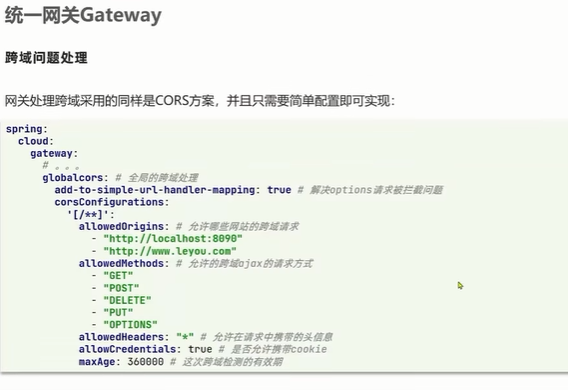 统一网关Gateway
跨域问题处理
网关处理跨域采用的同样是CORS方案，并且只需要简单配置即可实现：
spring:
  cloud:
    gateway:
      # 。。。
      globalcors: # 全局的跨域处理
        add-to-simple-url-handler-mapping: true # 解决options请求被拦截问题
        corsConfigurations:
          '[/**]':
            allowedOrigins: # 允许哪些网站的跨域请求
              - "http://localhost:8090"
              - "http://www.leyou.com"
            allowedMethods: # 允许的跨域ajax的请求方式
              - "GET"
              - "POST"
              - "DELETE"
              - "PUT"
              - "OPTIONS"
            allowedHeaders: "*" # 允许在请求中携带的头信息
            allowCredentials: true # 是否允许携带cookie
            maxAge: 360000 # 这次跨域检测的有效期